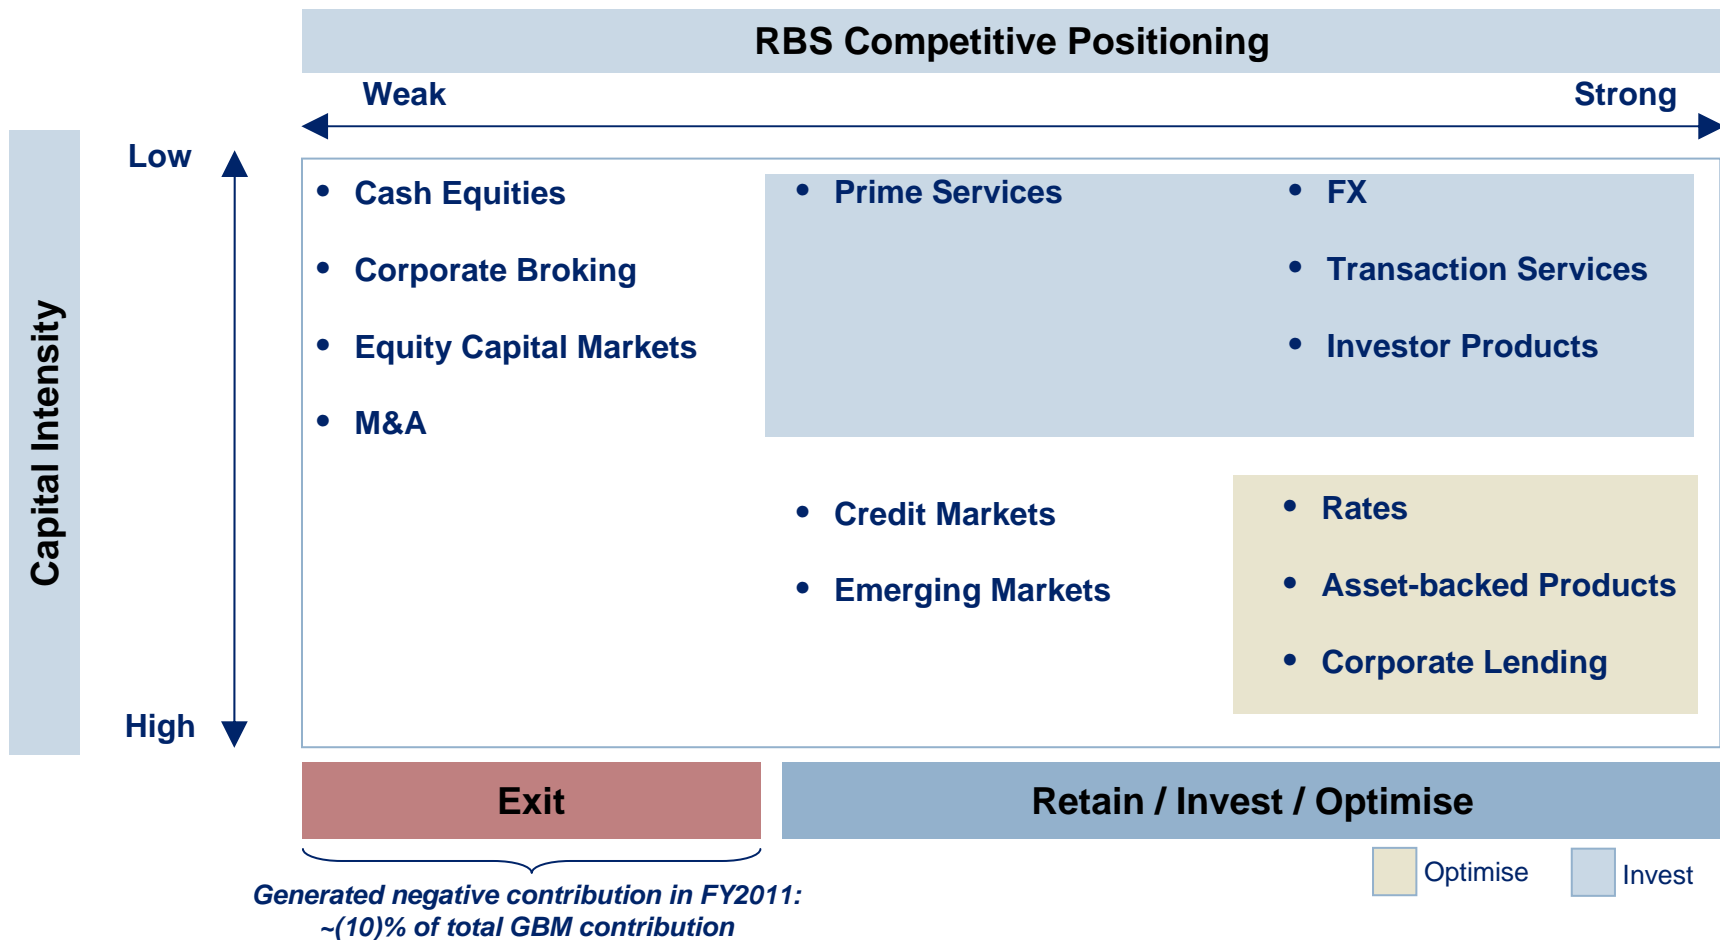 RBS Competitive Positioning
Weak
Strong
Capital Intensity
Low
High
• Cash Equities
• Corporate Broking
• Equity Capital Markets
• M&A
• Prime Services
• FX
• Transaction Services
• Investor Products
• Credit Markets
• Emerging Markets
• Rates
• Asset-backed Products
• Corporate Lending
Exit
Retain / Invest / Optimise
Generated negative contribution in FY2011:
~(10)% of total GBM contribution
Optimise
Invest